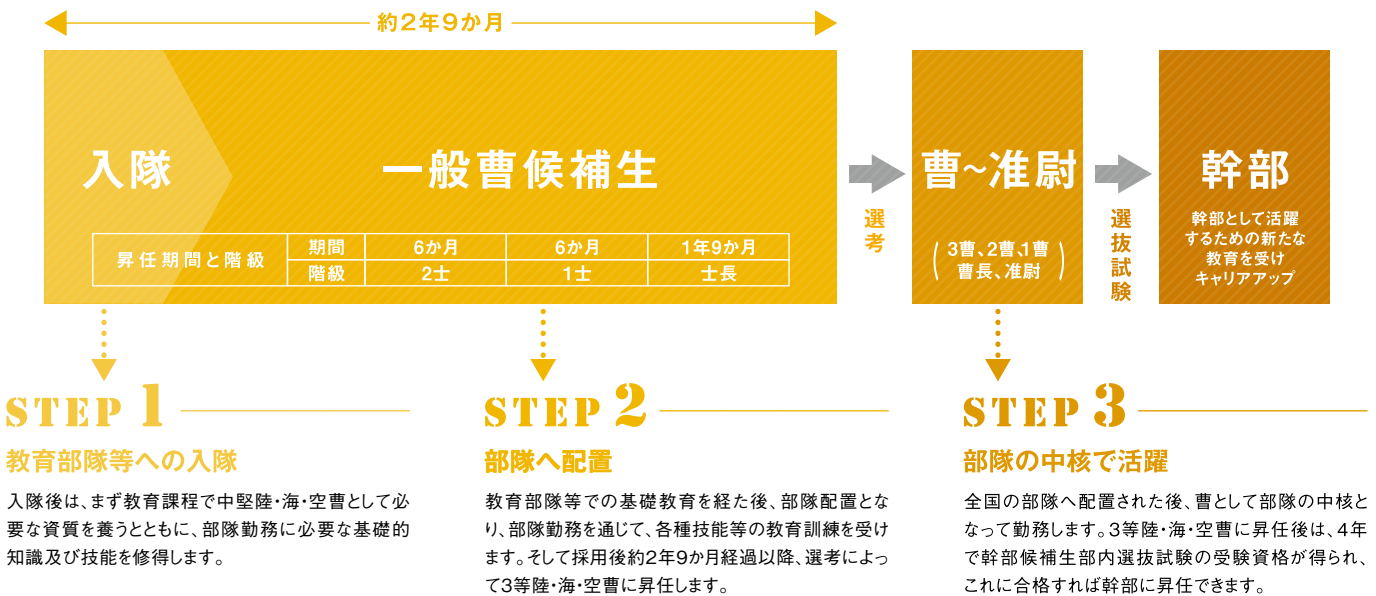 約2年9か月
入隊
一般曹候補生
昇任期間と階級
期間 6か月 6か月 1年9か月
階級 2士 1士 士長
選考
曹〜准尉
(3曹、2曹、1曹
曹長、准尉)
選抜試験
幹部
幹部として活躍
するための新たな
教育を受け
キャリアアップ
STEP 1
教育部隊等への入隊
入隊後は、まず教育課程で中堅陸・海・空曹として必
要な資質を養うとともに、部隊勤務に必要な基礎的
知識及び技能を修得します。
STEP 2
部隊へ配置
教育部隊等での基礎教育を経た後、部隊配置とな
り、部隊勤務を通じて、各種技能等の教育訓練を受け
ます。そして採用後約2年9か月経過以降、選考によっ
て3等陸・海・空曹に昇任します。
STEP 3
部隊の中核で活躍
全国の部隊へ配置された後、曹として部隊の中核と
なって勤務します。3等陸・海・空曹に昇任後は、4年
で幹部候補生部内選抜試験の受験資格が得られ、
これに合格すれば幹部に昇任できます。